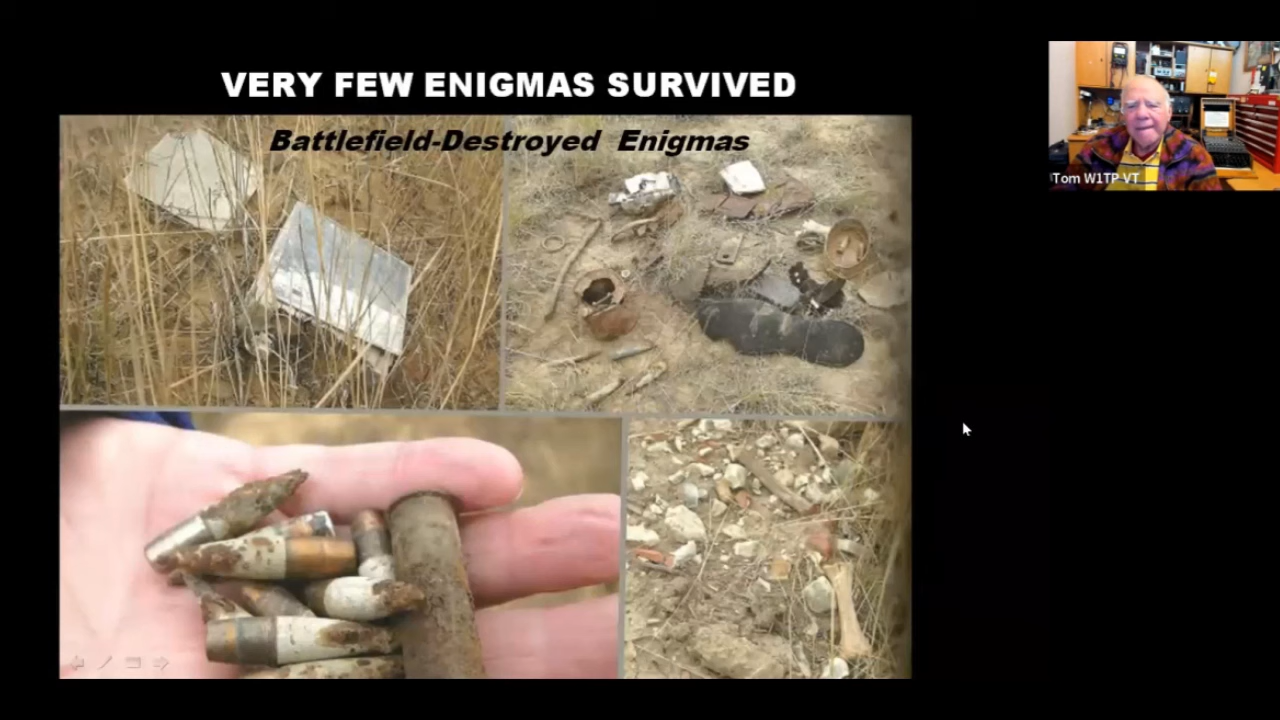 VERY FEW ENIGMAS SURVIVED
Battlefield-Destroyed Enigmas
Tom W1TP VT